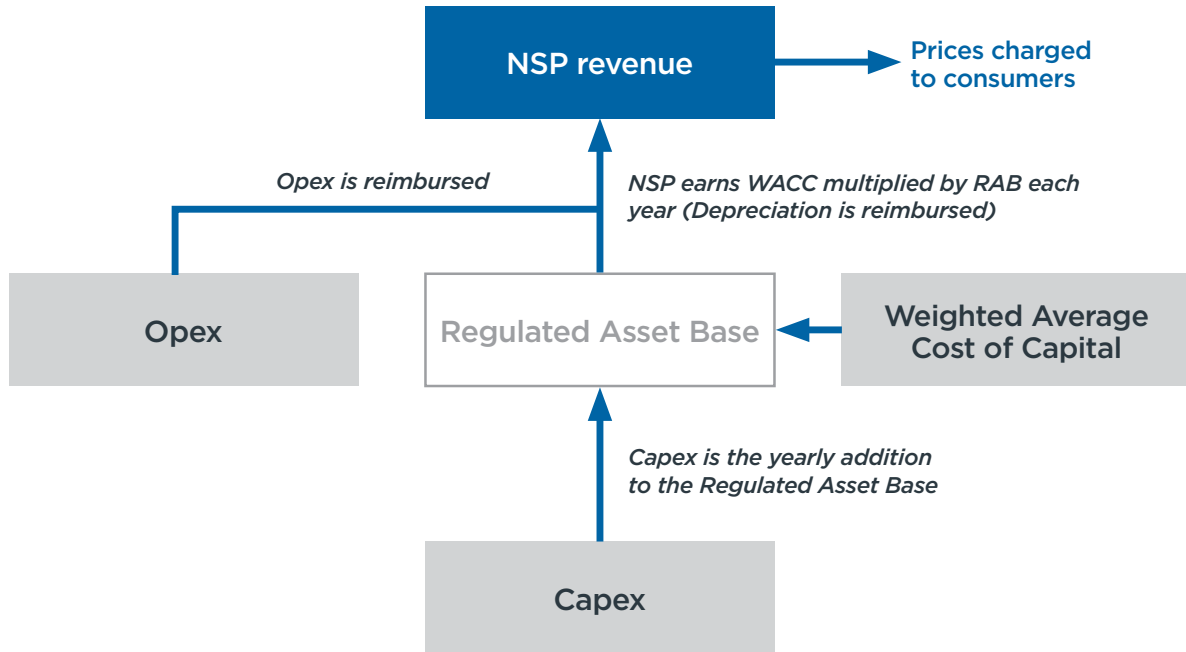 NSP revenue
Prices charged
to consumers
Opex is reimbursed
NSP earns WACC multiplied by RAB each
year (Depreciation is reimbursed)
Opex
Regulated Asset Base
Weighted Average
Cost of Capital
Capex is the yearly addition
to the Regulated Asset Base
Capex